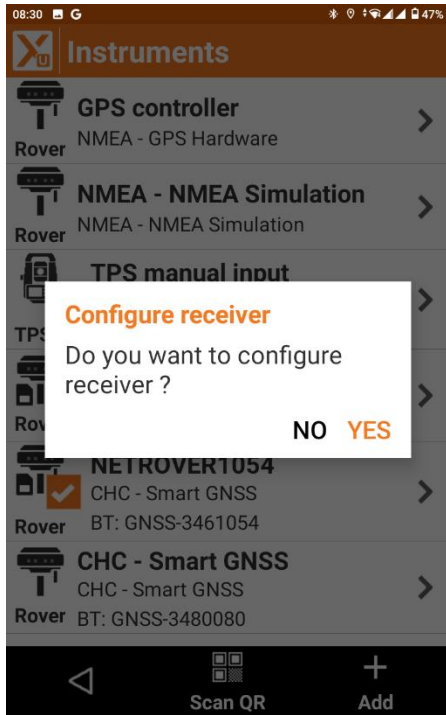 08:30 G 47%
Xu Instruments
GPS controller
NMEA - GPS Hardware
Rover
NMEA - NMEA Simulation
NMEA - NMEA Simulation
Rover
TPS manual input
TPS
Configure receiver
Do you want to configure
receiver ?
NO YES
Rov
NETROVER1054
CHC - Smart GNSS
Rover BT: GNSS-3461054
CHC - Smart GNSS
CHC - Smart GNSS
Rover BT: GNSS-3480080
Scan QR Add